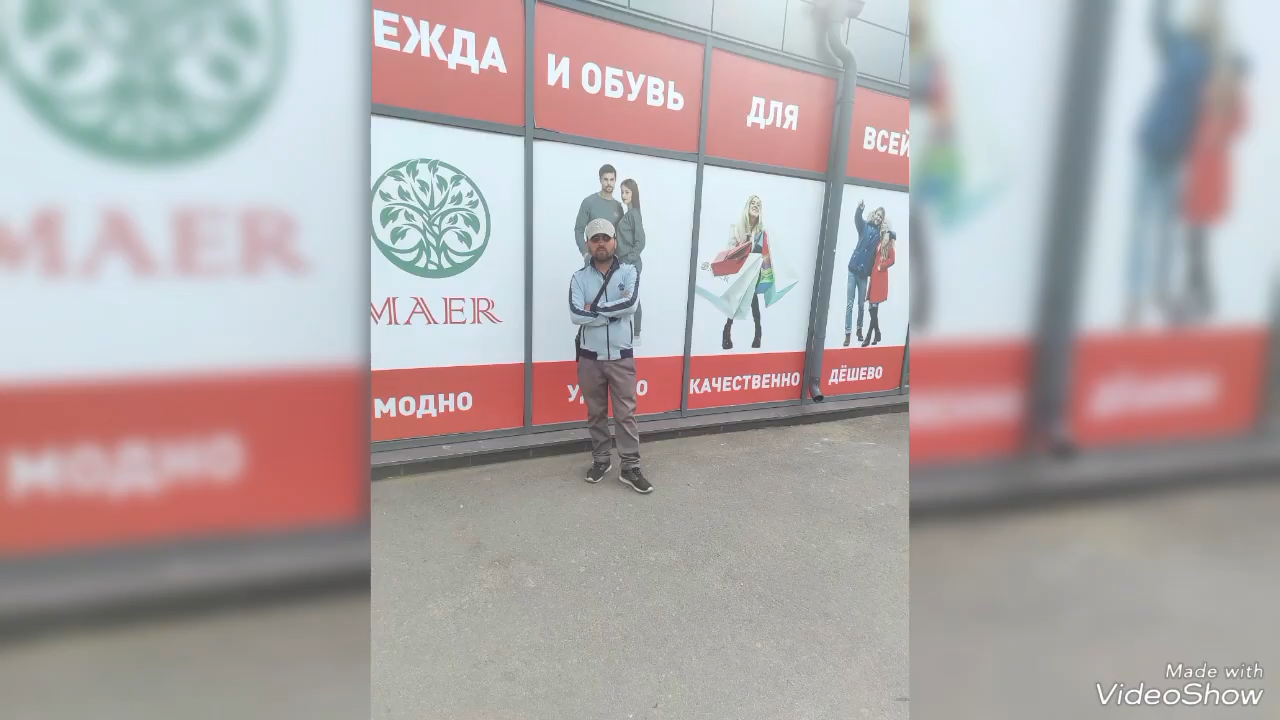 ЕЖДА И ОБУВЬ ДЛЯ ВСЕЙ
MAER
МОДНО
КАЧЕСТВЕННО ДЁШЕВО
Made with
VideoShow